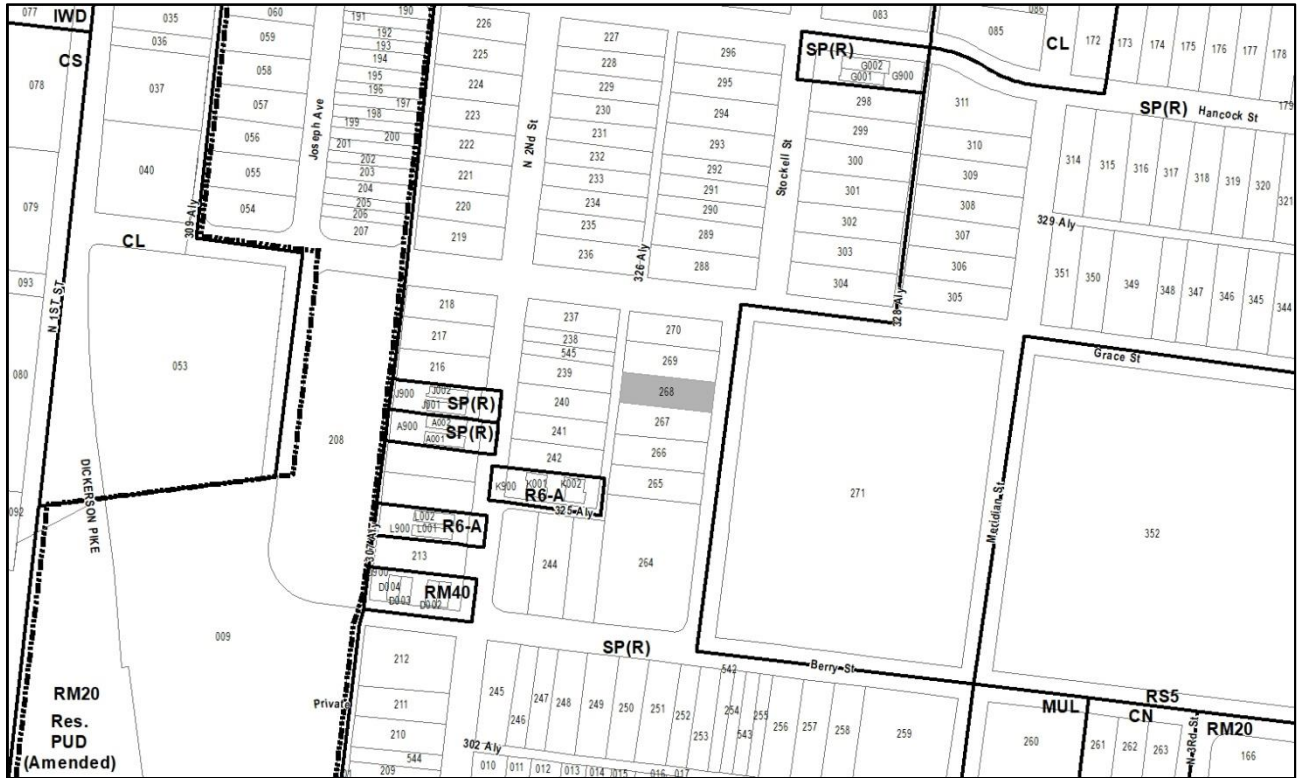 077
IWD
035
060
191
190
226
227
296
083
086
085
CL
172
173
174
175
176
177
178
036
059
192
193
225
228
295
SP(R)
G002
G001
G900
CS
194
078
037
058
195
196
224
229
294
298
311
SP(R)
Hancock St
179
057
197
198
223
230
293
299
310
Joseph Ave
199
200
N 2Nd St
231
Stockell St
056
201
222
232
292
300
309
314
315
316
317
318
319
320
321
040
055
202
203
221
233
291
301
308
204
079
054
205
206
220
234
290
302
307
329 Aly
309 Aly
207
219
235
289
303
306
CL
236
326 Aly
288
304
305
351
350
349
348
347
346
345
344
093
328 Aly
N 1ST ST
218
237
270
217
238
545
269
Grace St
053
216
239
268
080
J900
J002
J001
SP(R)
240
267
A900
A002
A001
SP(R)
241
208
242
266
265
271
Meridian St
352
DICKERSON PIKE
K900
K001
K002
R6-A
325 Aly
092
L002
L900
L001
R6-A
307 Aly
213
244
264
D004
D003
D002
RM40
009
SP(R)
212
Berry St
542
RM20
Res.
PUD
(Amended)
Private
211
245
246
247
248
249
250
251
252
253
254
543
255
256
257
258
259
RS5
MUL
CN
RM20
210
260
261
262
263
N 3Rd St
166
544
209
302 Aly
010
011
012
013
014
015
016
017